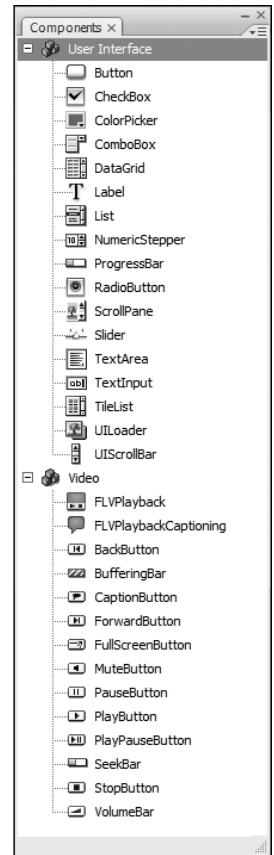 Components ×
User Interface
Button
CheckBox
ColorPicker
ComboBox
DataGrid
Label
List
NumericStepper
ProgressBar
RadioButton
ScrollPane
Slider
TextArea
TextInput
TileList
UILoader
UIScrollBar
Video
FLVPlayback
FLVPlaybackCaptioning
BackButton
BufferingBar
CaptionButton
ForwardButton
FullScreenButton
MuteButton
PauseButton
PlayButton
PlayPauseButton
SeekBar
StopButton
VolumeBar